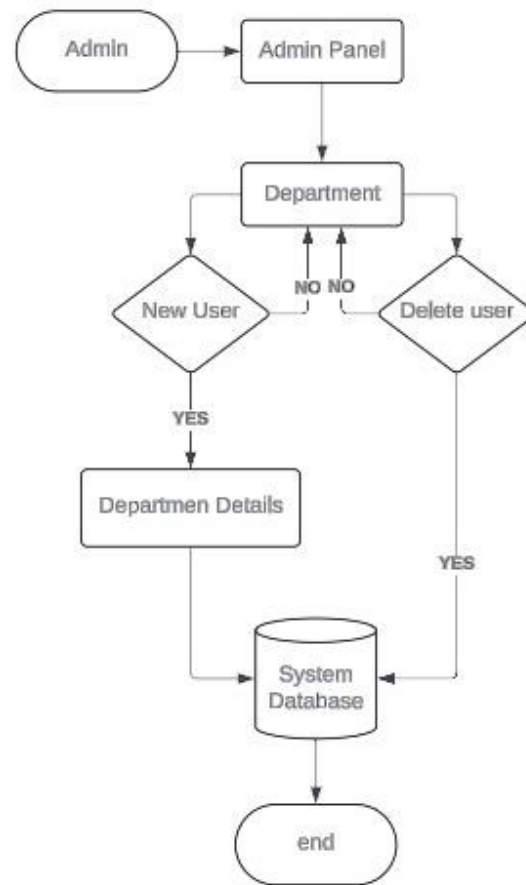 Admin
Admin Panel
Department
NO
NO
New User
Delete user
YES
Departmen Details
YES
System
Database
end